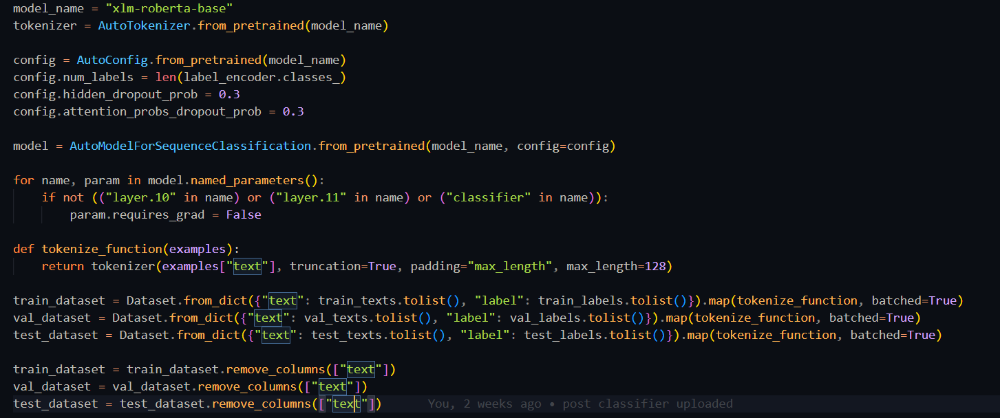 model_name = "xlm-roberta-base"
tokenizer = AutoTokenizer.from_pretrained(model_name)

config = AutoConfig.from_pretrained(model_name)
config.num_labels = len(label_encoder.classes_)
config.hidden_dropout_prob = 0.3
config.attention_probs_dropout_prob = 0.3

model = AutoModelForSequenceClassification.from_pretrained(model_name, config=config)

for name, param in model.named_parameters():
    if not (("layer.10" in name) or ("layer.11" in name) or ("classifier" in name)):
        param.requires_grad = False

def tokenize_function(examples):
    return tokenizer(examples["text"], truncation=True, padding="max_length", max_length=128)

train_dataset = Dataset.from_dict({"text": train_texts.tolist(), "label": train_labels.tolist()}).map(tokenize_function, batched=True)
val_dataset = Dataset.from_dict({"text": val_texts.tolist(), "label": val_labels.tolist()}).map(tokenize_function, batched=True)
test_dataset = Dataset.from_dict({"text": test_texts.tolist(), "label": test_labels.tolist()}).map(tokenize_function, batched=True)

train_dataset = train_dataset.remove_columns(["text"])
val_dataset = val_dataset.remove_columns(["text"])
test_dataset = test_dataset.remove_columns(["text"]) You, 2 weeks ago • post classifier uploaded